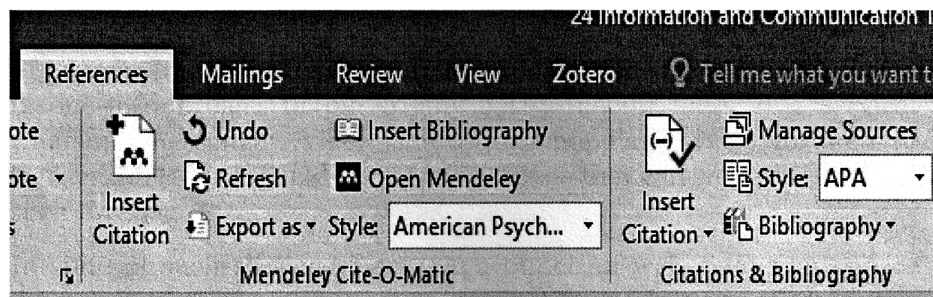 24 Information and Communication
References Mailings Review View Zotero Tell me what you want t
ote Undo Insert Bibliography Manage Sources
ote Refresh Open Mendeley Style: APA
Insert Citation Export as Style: American Psych... Insert Citation Bibliography
s Mendeley Cite-O-Matic Citations & Bibliography